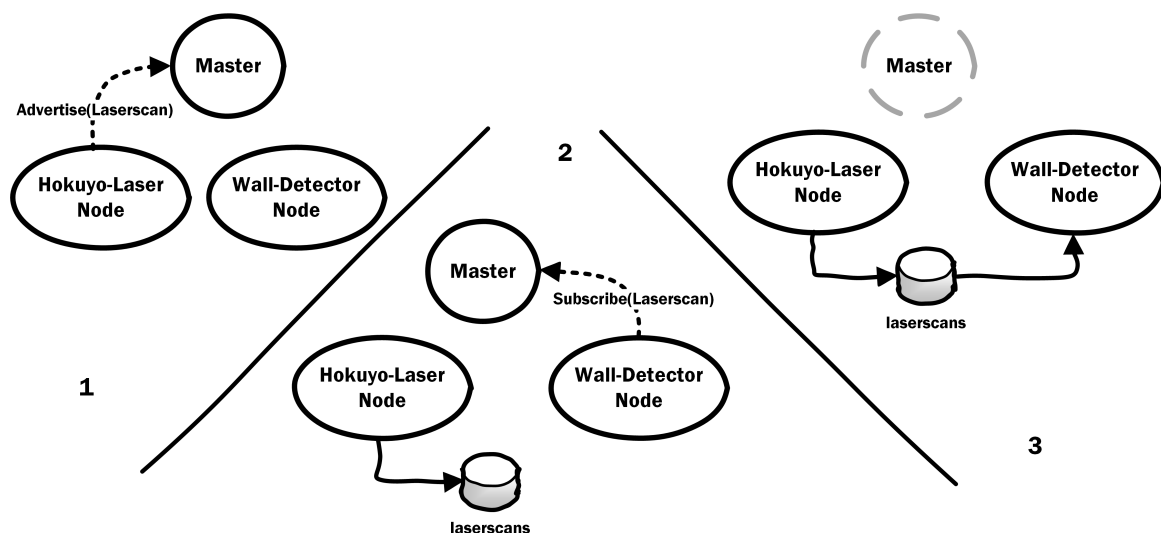 Master
Advertise(Laserscan)
Hokuyo-Laser
Node
Wall-Detector
Node
1
2
Master
Subscribe(Laserscan)
Hokuyo-Laser
Node
Wall-Detector
Node
laserscans
Master
Hokuyo-Laser
Node
Wall-Detector
Node
laserscans
3